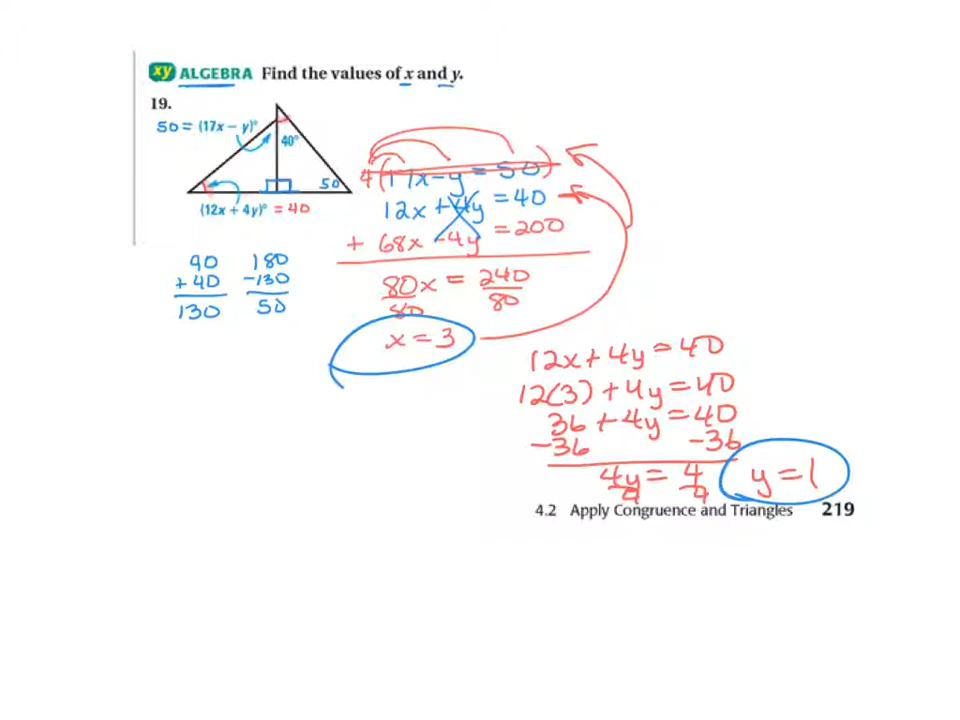 xy ALGEBRA Find the values of x and y.
19.
50 = (17x − y)°
40°
50
(12x + 4y)° = 40
4(17x − y = 50)
12x + 4y = 40
+ 68x − 4y = 200
80x = 240
80 80
x = 3
90 180
+40 −130
130 50
12x + 4y = 40
12(3) + 4y = 40
36 + 4y = 40
−36 −36
4y = 4
4 4
y = 1
4.2 Apply Congruence and Triangles 219